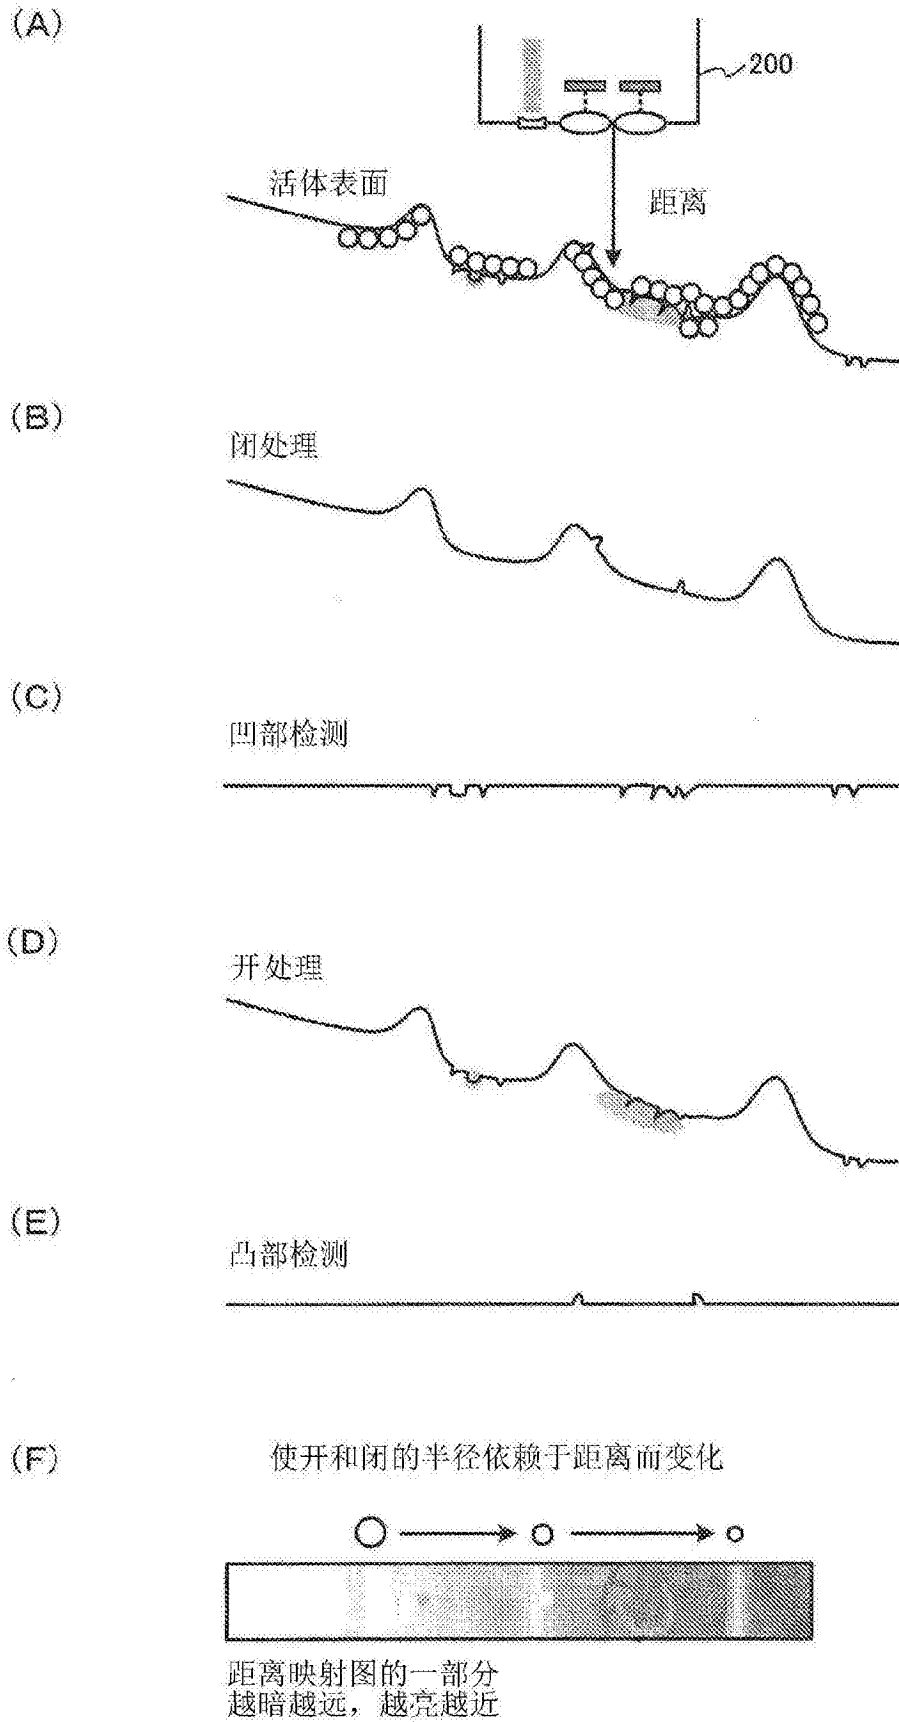 (A)
200
活体表面
距离
(B)
闭处理
(C)
凹部检测
(D)
开处理
(E)
凸部检测
(F)
使开和闭的半径依赖于距离而变化
距离映射图的一部分
越暗越远，越亮越近